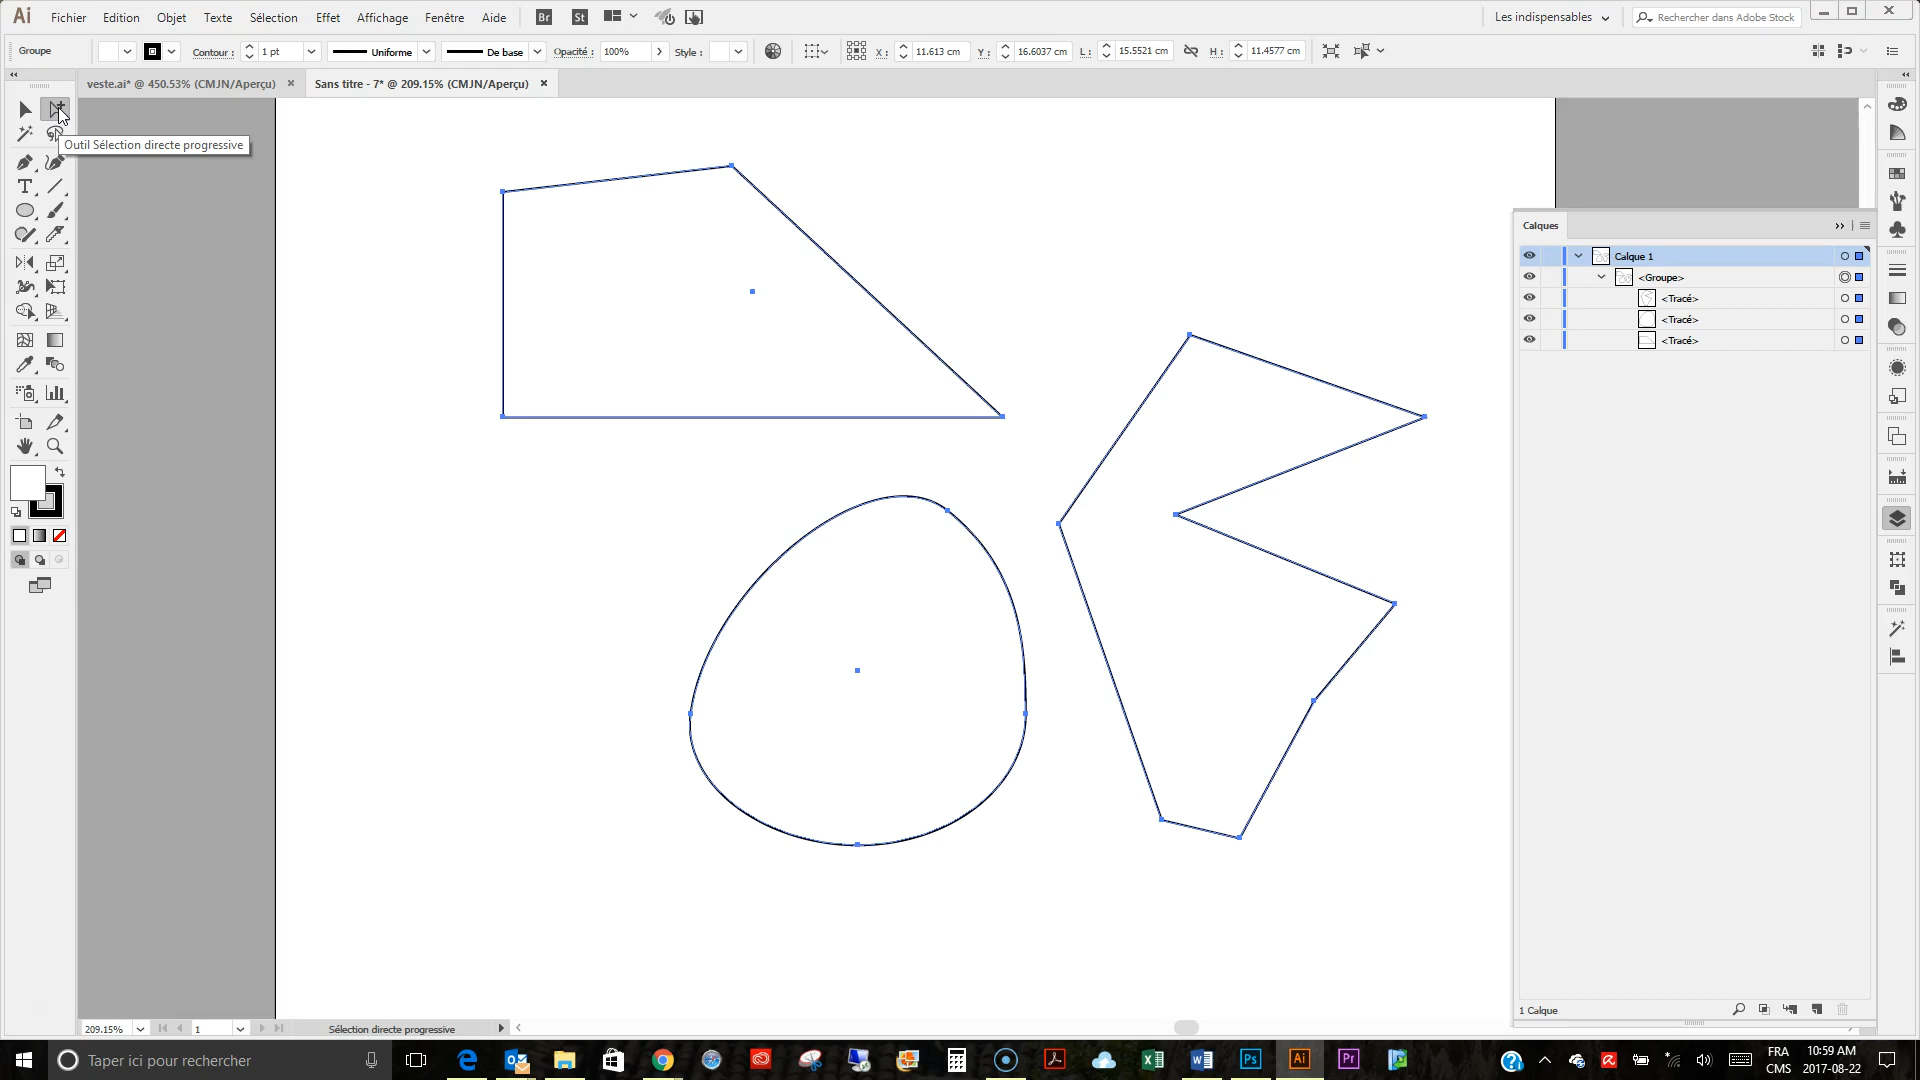 Ai Fichier Edition Objet Texte Sélection Effet Affichage Fenêtre Aide Br St Les indispensables Rechercher dans Adobe Stock
Groupe Contour : 1 pt Uniforme De base Opacité : 100% Style : X : 11.613 cm Y : 16.6037 cm L : 15.5521 cm H : 11.4577 cm
veste.ai* @ 450.53% (CMJN/Aperçu) Sans titre - 7* @ 209.15% (CMJN/Aperçu)
Outil Sélection directe progressive
Calques
Calque 1
<Groupe>
<Tracé>
<Tracé>
<Tracé>
1 Calque
209.15% 1 Sélection directe progressive
Taper ici pour rechercher
Ps Ai Pr
FRA 10:59 AM
CMS 2017-08-22